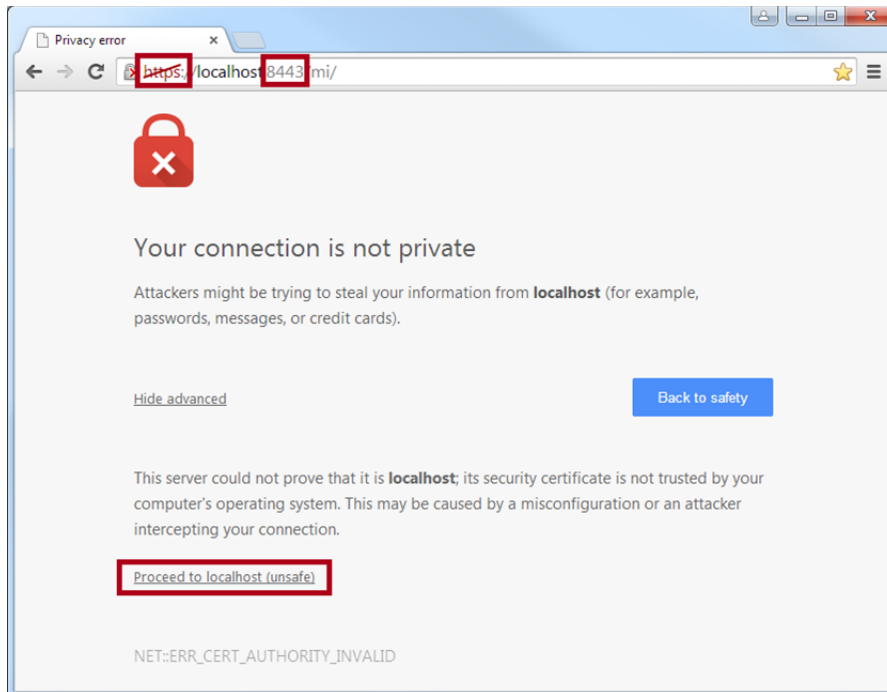 Privacy error
https://localhost:8443/mi/
Your connection is not private
Attackers might be trying to steal your information from localhost (for example,
passwords, messages, or credit cards).
Hide advanced
Back to safety
This server could not prove that it is localhost; its security certificate is not trusted by your
computer's operating system. This may be caused by a misconfiguration or an attacker
intercepting your connection.
Proceed to localhost (unsafe)
NET::ERR_CERT_AUTHORITY_INVALID